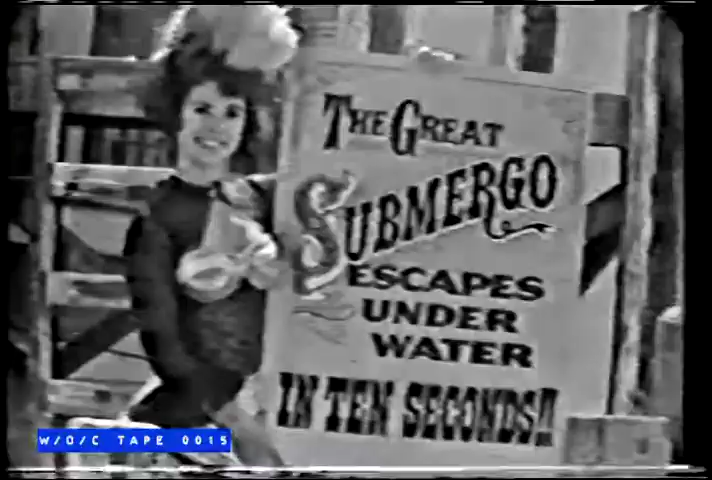 THE GREAT
SUBMERGO
ESCAPES
UNDER
WATER
IN TEN SECONDS!!
W/O/C TAPE 0015